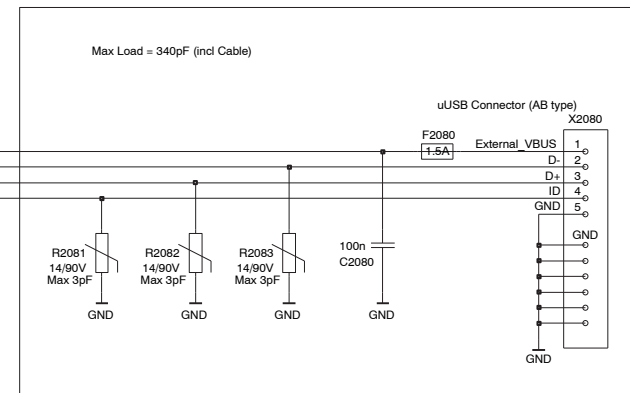 Max Load = 340pF (incl Cable)
uUSB Connector (AB type)
X2080
F2080
1.5A
External_VBUS 1
D- 2
D+ 3
ID 4
GND 5
GND
R2081
14/90V
Max 3pF
R2082
14/90V
Max 3pF
R2083
14/90V
Max 3pF
100n
C2080
GND
GND
GND
GND
GND